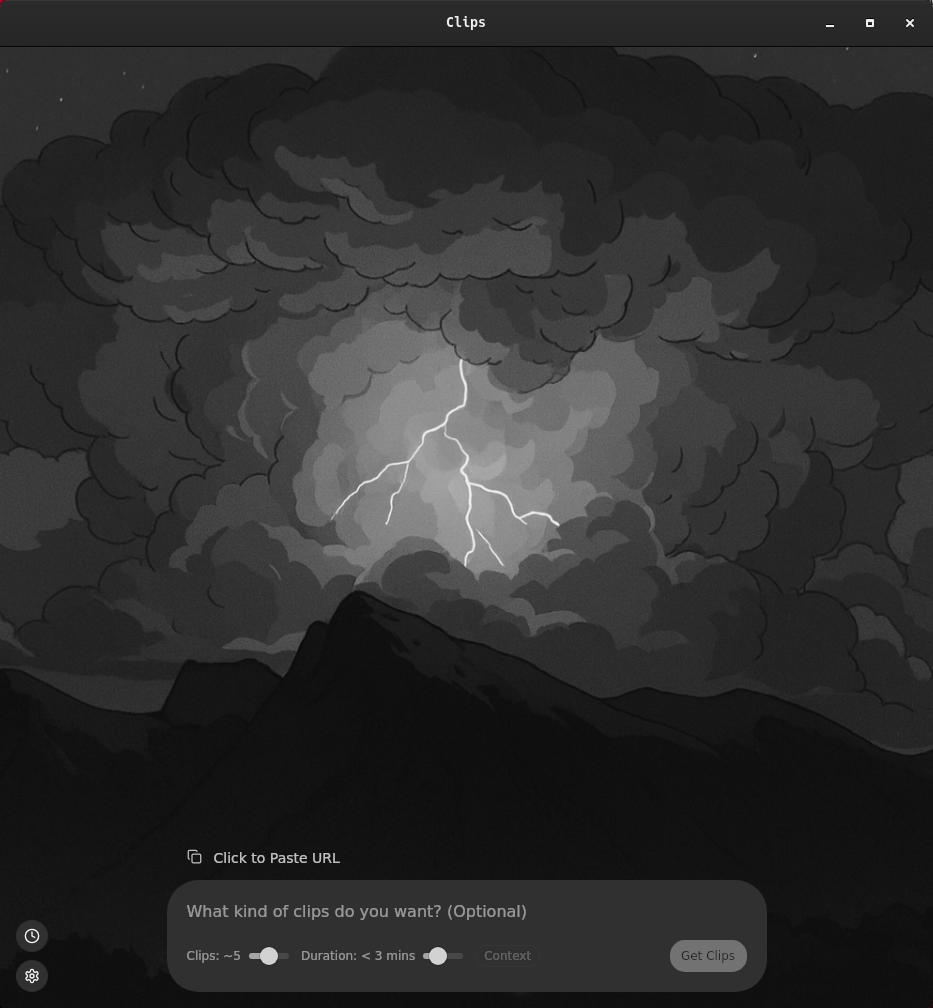 Clips
Click to Paste URL
What kind of clips do you want? (Optional)
Clips: ~5 Duration: < 3 mins Context Get Clips